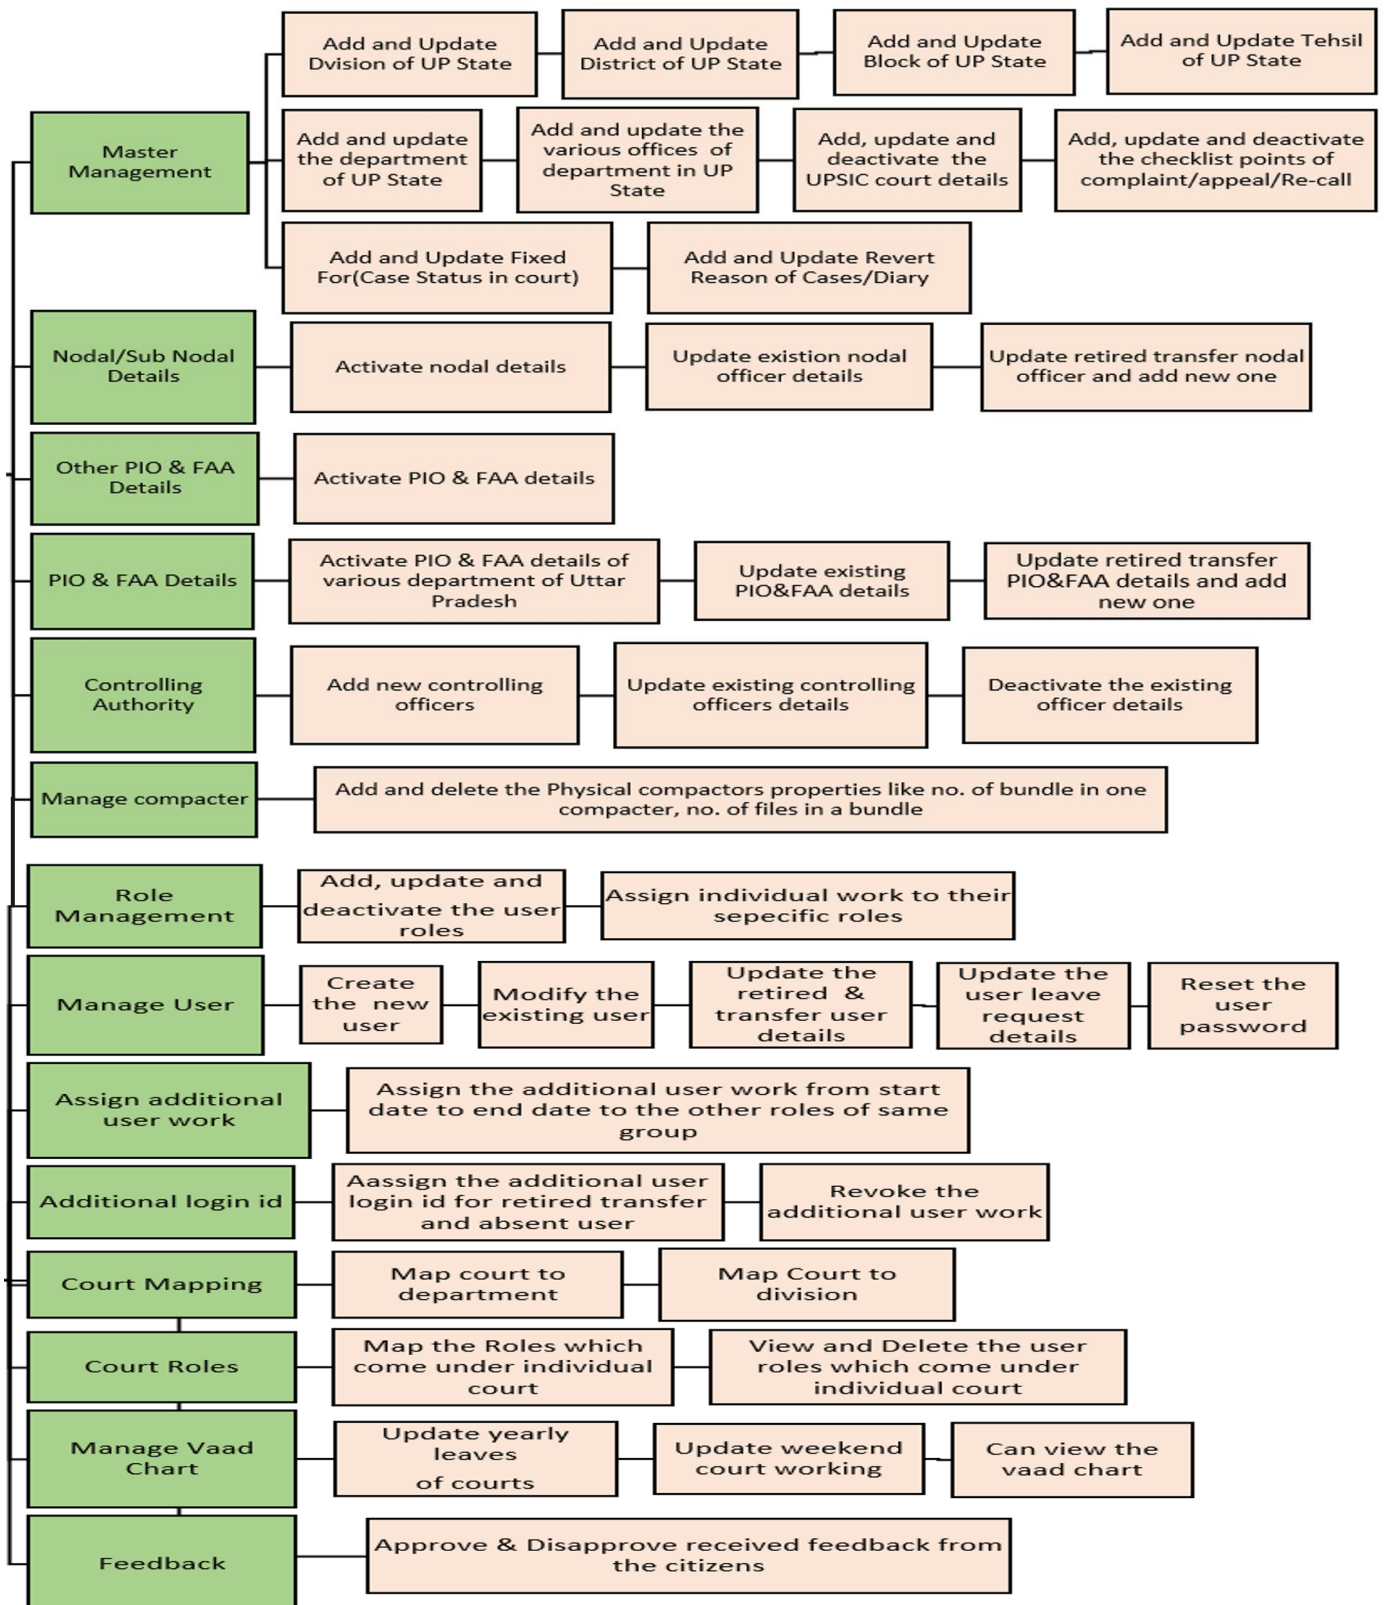 Add and Update
Dvision of UP State
Add and Update
District of UP State
Add and Update
Block of UP State
Add and Update Tehsil
of UP State
Master
Management
Add and update
the department
of UP State
Add and update the
various offices of
department in UP
State
Add, update and
deactivate the
UPSIC court details
Add, update and deactivate
the checklist points of
complaint/appeal/Re-call
Add and Update Fixed
For(Case Status in court)
Add and Update Revert
Reason of Cases/Diary
Nodal/Sub Nodal
Details
Activate nodal details
Update existion nodal
officer details
Update retired transfer nodal
officer and add new one
Other PIO & FAA
Details
Activate PIO & FAA details
PIO & FAA Details
Activate PIO & FAA details of
various department of Uttar
Pradesh
Update existing
PIO&FAA details
Update retired transfer
PIO&FAA details and add
new one
Controlling
Authority
Add new controlling
officers
Update existing controlling
officers details
Deactivate the existing
officer details
Manage compacter
Add and delete the Physical compactors properties like no. of bundle in one
compacter, no. of files in a bundle
Role
Management
Add, update and
deactivate the user
roles
Assign individual work to their
sepecific roles
Manage User
Create
the new
user
Modify the
existing user
Update the
retired &
transfer user
details
Update the
user leave
request
details
Reset the
user
password
Assign additional
user work
Assign the additional user work from start
date to end date to the other roles of same
group
Additional login id
Aassign the additional user
login id for retired transfer
and absent user
Revoke the
additional user work
Court Mapping
Map court to
department
Map Court to
division
Court Roles
Map the Roles which
come under individual
court
View and Delete the user
roles which come under
individual court
Manage Vaad
Chart
Update yearly
leaves
of courts
Update weekend
court working
Can view the
vaad chart
Feedback
Approve & Disapprove received feedback from
the citizens